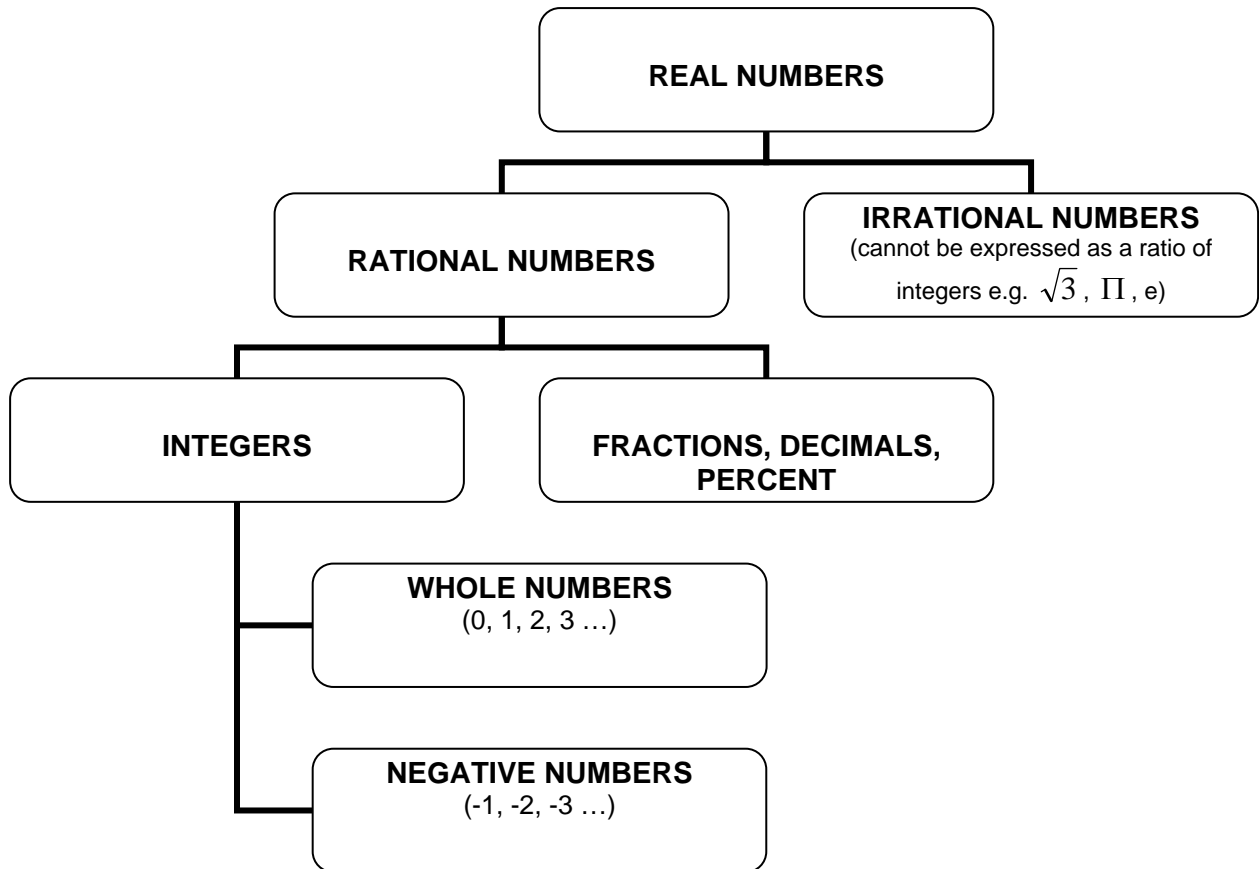 REAL NUMBERS
RATIONAL NUMBERS
IRRATIONAL NUMBERS
(cannot be expressed as a ratio of
integers e.g. √3 , Π , e)
INTEGERS
FRACTIONS, DECIMALS,
PERCENT
WHOLE NUMBERS
(0, 1, 2, 3 …)
NEGATIVE NUMBERS
(-1, -2, -3 …)